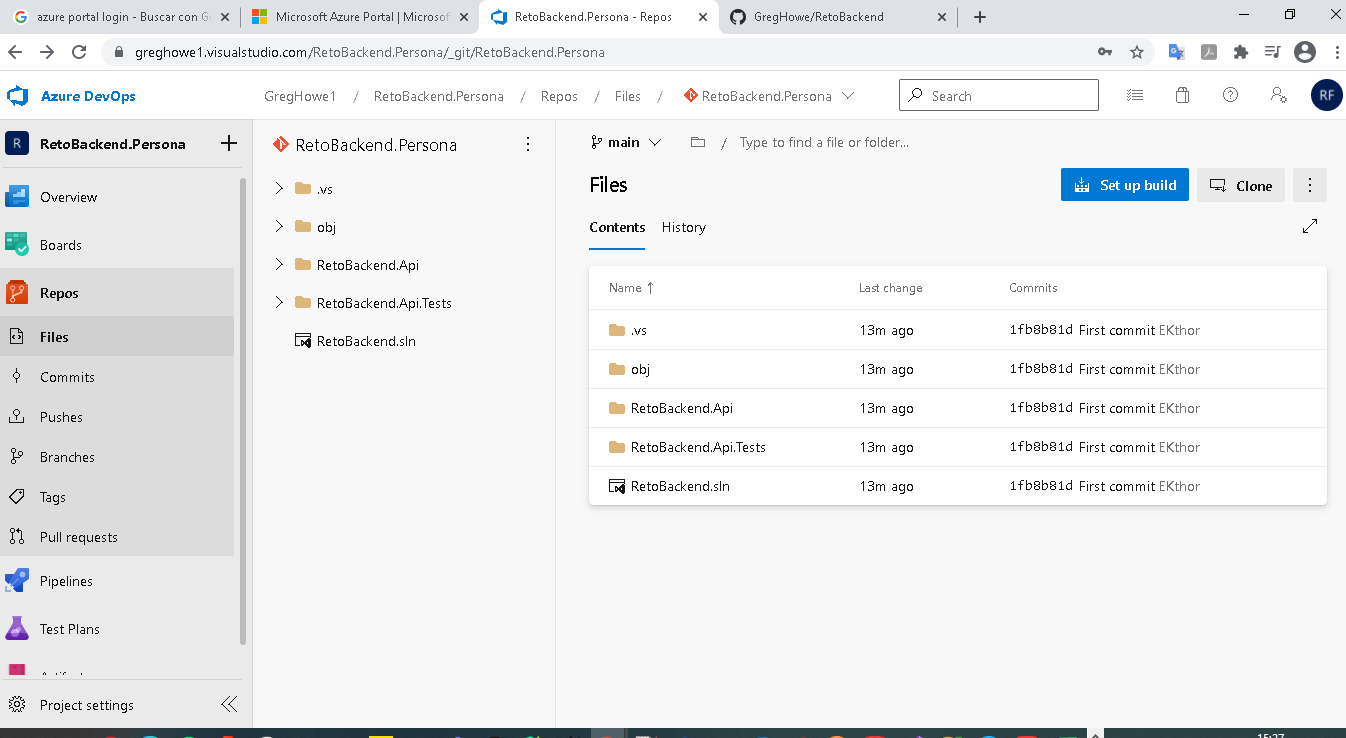 azure portal login - Buscar con G
Microsoft Azure Portal | Microsof
RetoBackend.Persona - Repos
GregHowe/RetoBackend
greghowe1.visualstudio.com/RetoBackend.Persona/_git/RetoBackend.Persona
Azure DevOps
GregHowe1 / RetoBackend.Persona / Repos / Files / RetoBackend.Persona
Search
RF
R RetoBackend.Persona
Overview
Boards
Repos
Files
Commits
Pushes
Branches
Tags
Pull requests
Pipelines
Test Plans
Project settings
RetoBackend.Persona
.vs
obj
RetoBackend.Api
RetoBackend.Api.Tests
RetoBackend.sln
main / Type to find a file or folder...
Files
Set up build
Clone
Contents History
Name ↑ Last change Commits
.vs 13m ago 1fb8b81d First commit EKthor
obj 13m ago 1fb8b81d First commit EKthor
RetoBackend.Api 13m ago 1fb8b81d First commit EKthor
RetoBackend.Api.Tests 13m ago 1fb8b81d First commit EKthor
RetoBackend.sln 13m ago 1fb8b81d First commit EKthor